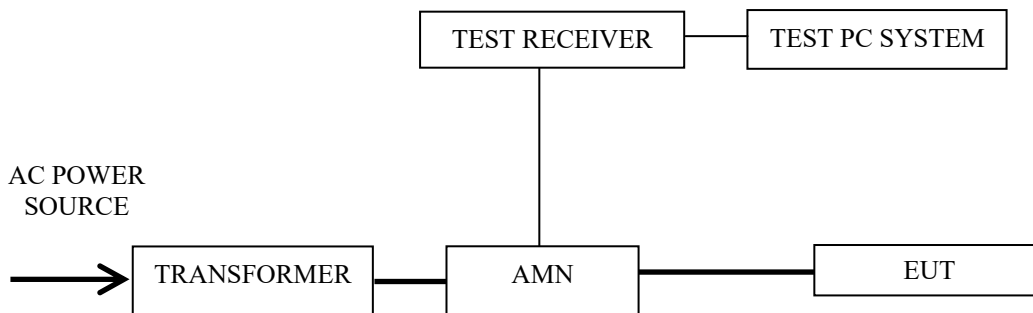 TEST RECEIVER
TEST PC SYSTEM
AC POWER
SOURCE
TRANSFORMER
AMN
EUT